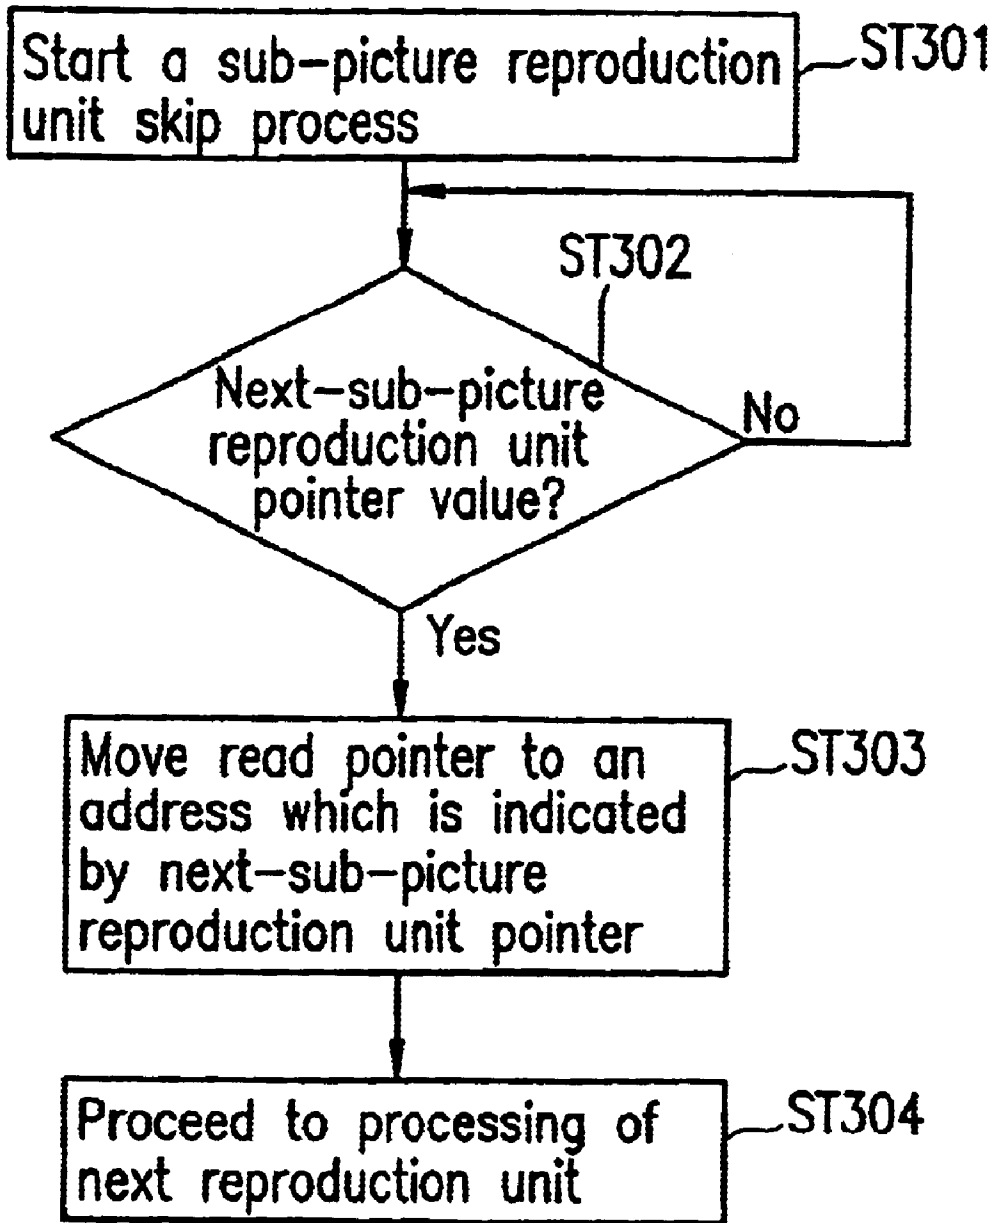 Start a sub-picture reproduction
unit skip process
ST301
ST302
Next-sub-picture
reproduction unit
pointer value?
No
Yes
Move read pointer to an
address which is indicated
by next-sub-picture
reproduction unit pointer
ST303
Proceed to processing of
next reproduction unit
ST304